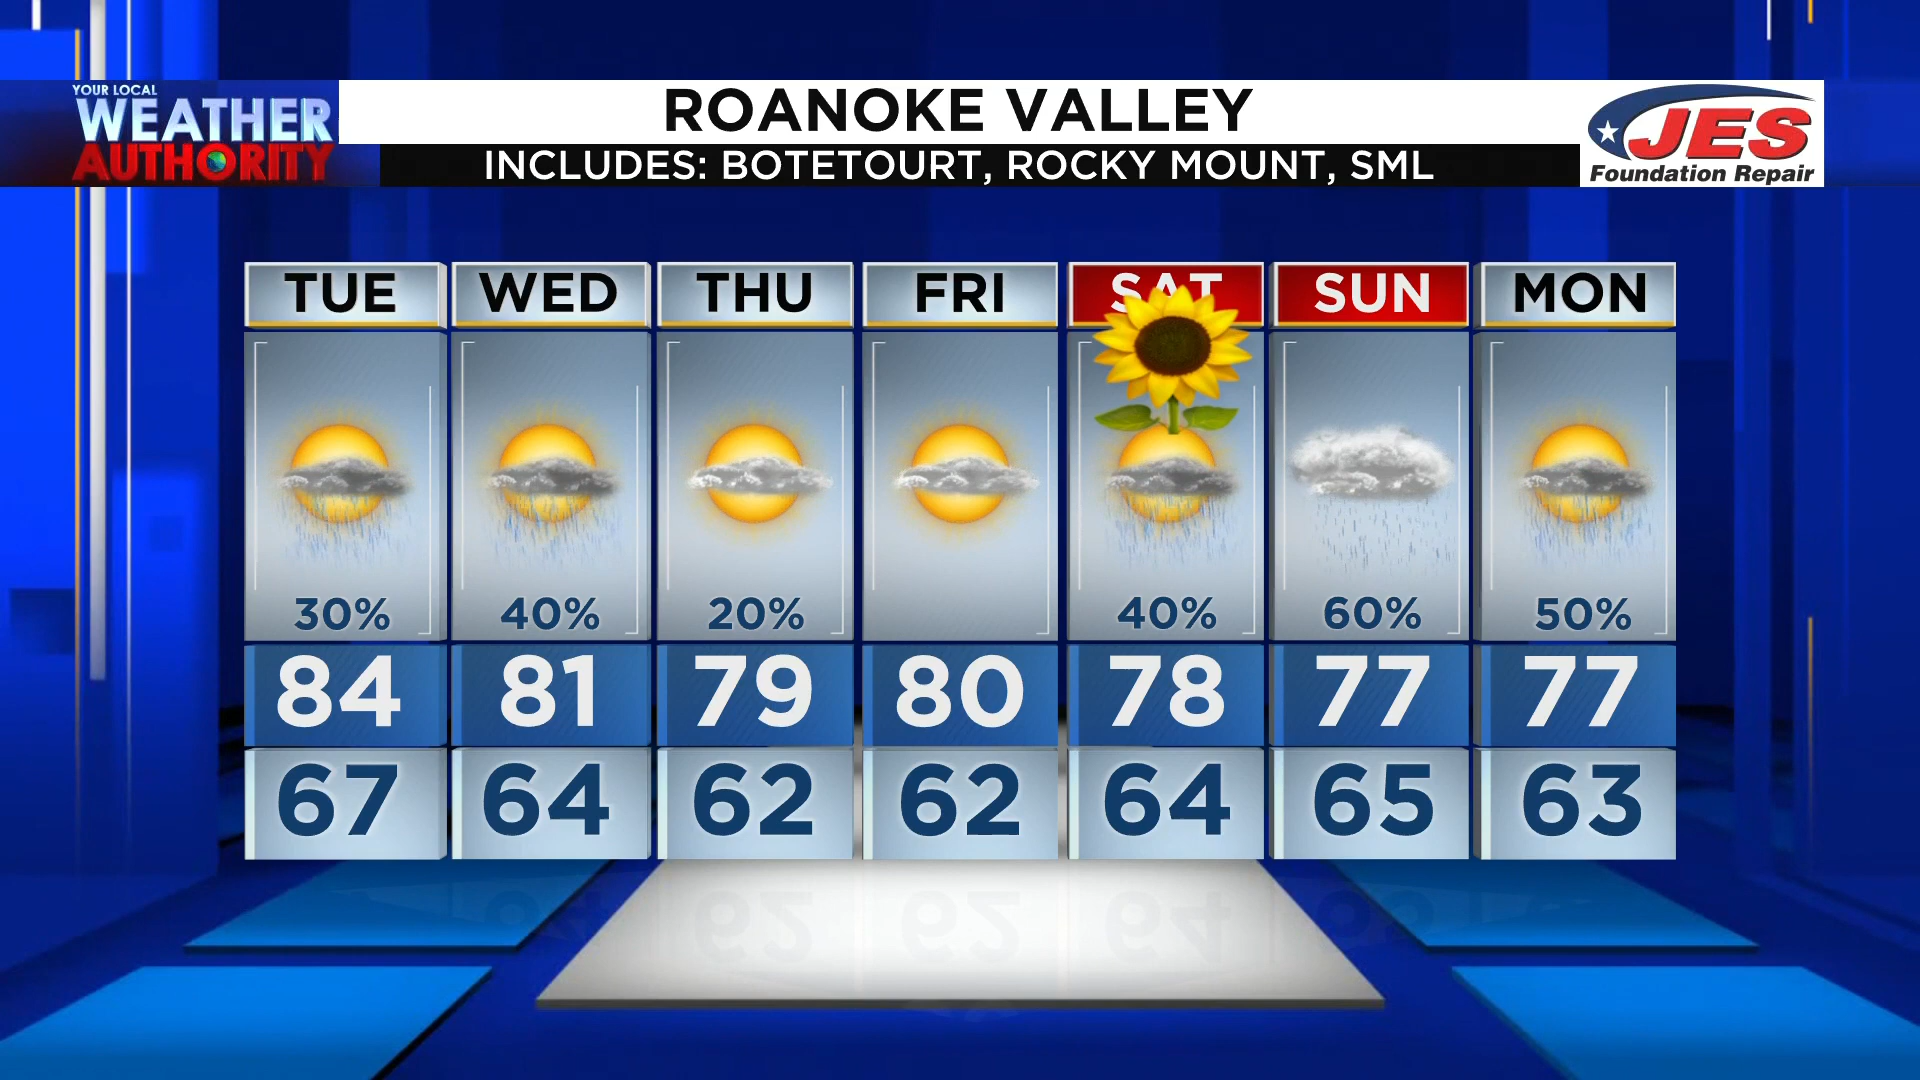 YOUR LOCAL
WEATHER
AUTHORITY
ROANOKE VALLEY
INCLUDES: BOTETOURT, ROCKY MOUNT, SML
JES
Foundation Repair
TUE WED THU FRI SAT SUN MON
30% 40% 20% 40% 60% 50%
84 81 79 80 78 77 77
67 64 62 62 64 65 63